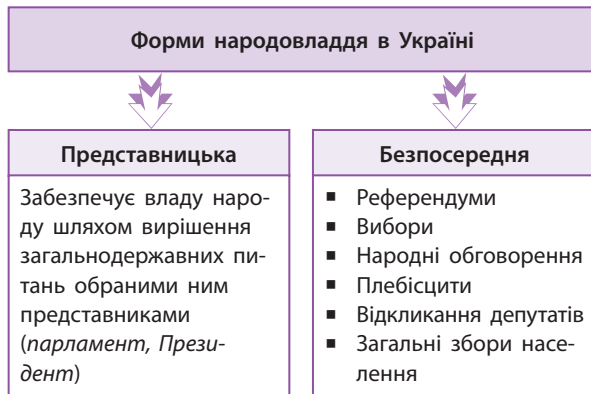 Форми народовладдя в Україні
Представницька
Забезпечує владу наро-
ду шляхом вирішення
загальнодержавних пи-
тань обраними ним
представниками
(парламент, Прези-
дент)
Безпосередня
▪ Референдуми
▪ Вибори
▪ Народні обговорення
▪ Плебісцити
▪ Відкликання депутатів
▪ Загальні збори насе-
лення